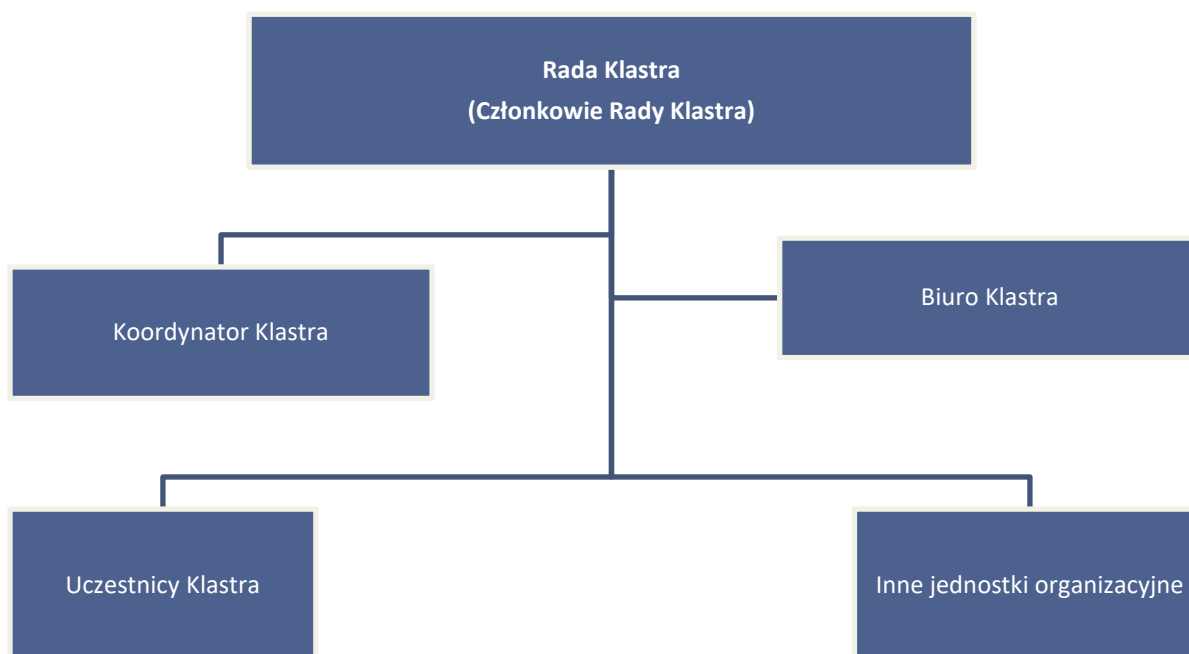 Rada Klastra
(Członkowie Rady Klastra)
Biuro Klastra
Koordynator Klastra
Uczestnicy Klastra
Inne jednostki organizacyjne